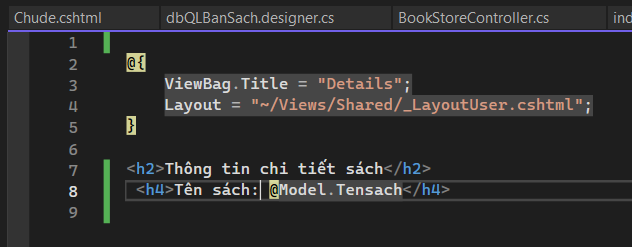 Chude.cshtml dbQLBanSach.designer.cs BookStoreController.cs ind
1
2 @{
3 ViewBag.Title = "Details";
4 Layout = "~/Views/Shared/_LayoutUser.cshtml";
5 }
6
7 <h2>Thông tin chi tiết sách</h2>
8 <h4>Tên sách: @Model.Tensach</h4>
9